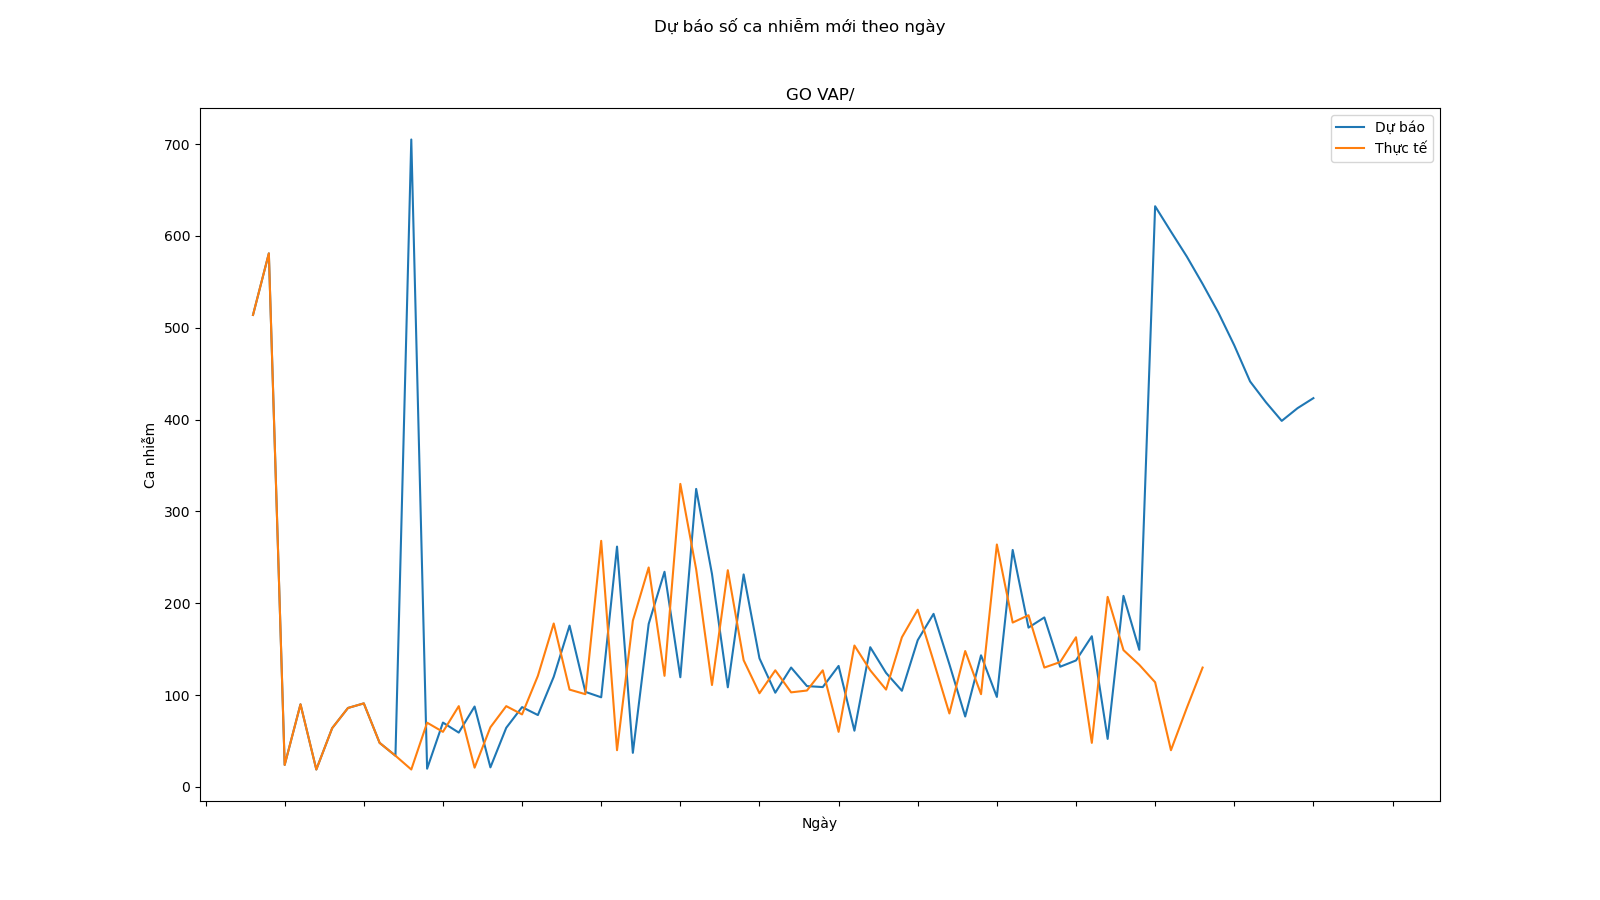 Dự báo số ca nhiễm mới theo ngày
GO VAP/
Dự báo
Thực tế
700
600
500
400
300
200
100
0
Ca nhiễm
Ngày